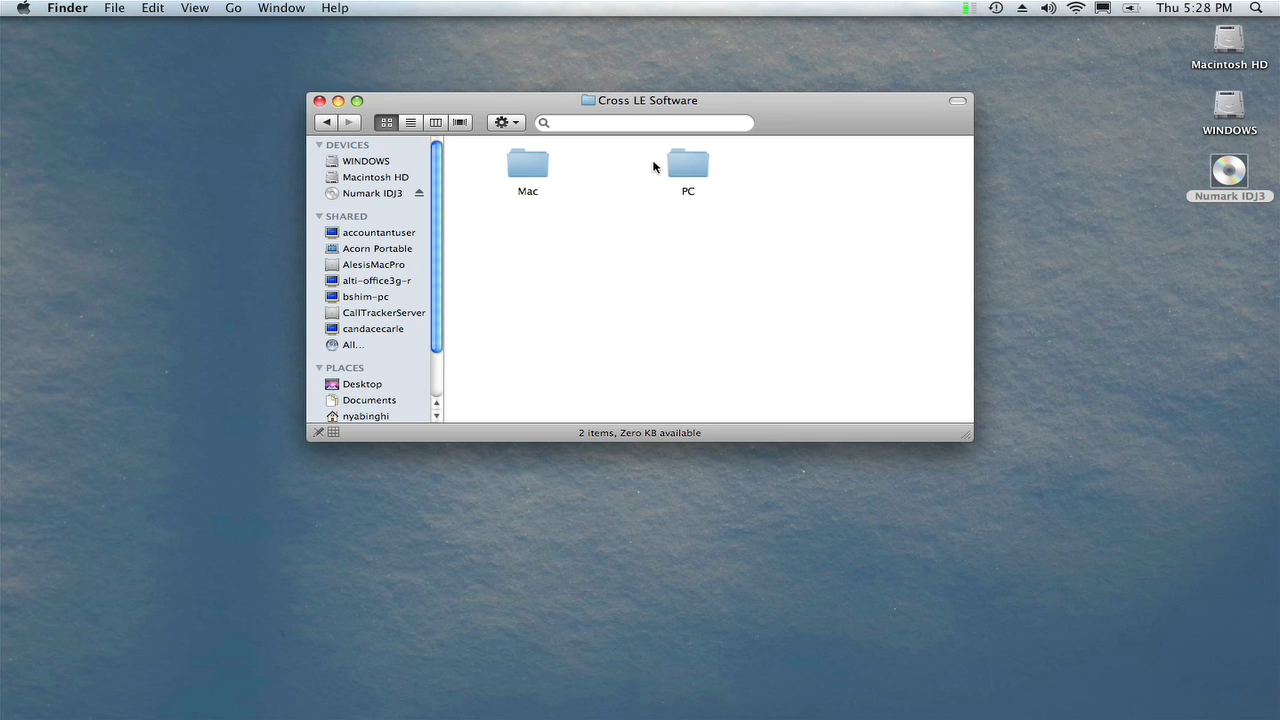 Finder File Edit View Go Window Help Thu 5:28 PM
Macintosh HD
WINDOWS
Numark IDJ3
Cross LE Software
DEVICES
WINDOWS
Macintosh HD
Numark IDJ3
SHARED
accountantuser
Acorn Portable
AlesisMacPro
alti-office3g-r
bshim-pc
CallTrackerServer
candacecarle
All...
PLACES
Desktop
Documents
nyabinghi
Mac PC
2 items, Zero KB available